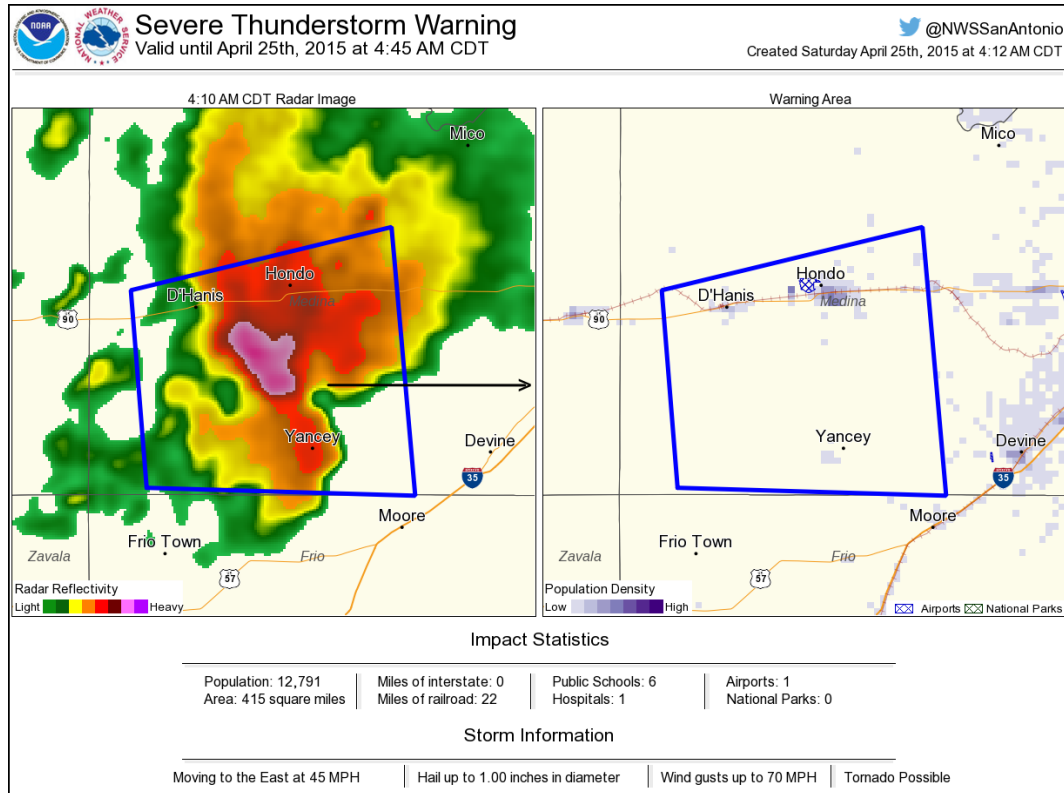 NOAA
NATIONAL WEATHER SERVICE
Severe Thunderstorm Warning
Valid until April 25th, 2015 at 4:45 AM CDT
@NWSSanAntonio
Created Saturday April 25th, 2015 at 4:12 AM CDT
4:10 AM CDT Radar Image
Mico
Hondo
D'Hanis
Medina
90
Yancey
Devine
35
Moore
Frio Town
Zavala
Frio
57
Radar Reflectivity
Light Heavy
Warning Area
Mico
Hondo
D'Hanis
Medina
90
Yancey
Devine
35
Moore
Frio Town
Zavala
Frio
57
Population Density
Low High
Airports National Parks
Impact Statistics
Population: 12,791 Miles of interstate: 0 Public Schools: 6 Airports: 1
Area: 415 square miles Miles of railroad: 22 Hospitals: 1 National Parks: 0
Storm Information
Moving to the East at 45 MPH Hail up to 1.00 inches in diameter Wind gusts up to 70 MPH Tornado Possible